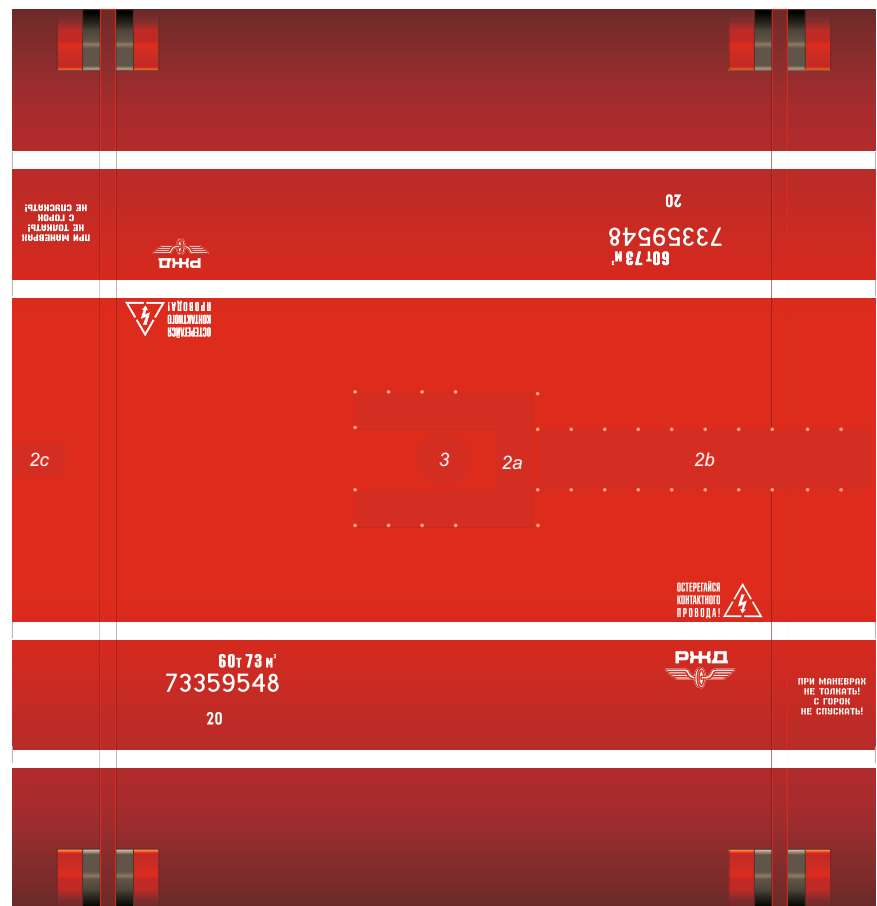 ПРИ МАНЕВРАХ
НЕ ТОЛКАТЬ!
С ГОРОК
НЕ СПУСКАТЬ!
РЖД
20
73359548
60т 73 м³
ОСТЕРЕГАЙСЯ
КОНТАКТНОГО
ПРОВОДА!
2c
3
2a
2b
ОСТЕРЕГАЙСЯ
КОНТАКТНОГО
ПРОВОДА!
60т 73 м³
73359548
20
РЖД
ПРИ МАНЕВРАХ
НЕ ТОЛКАТЬ!
С ГОРОК
НЕ СПУСКАТЬ!